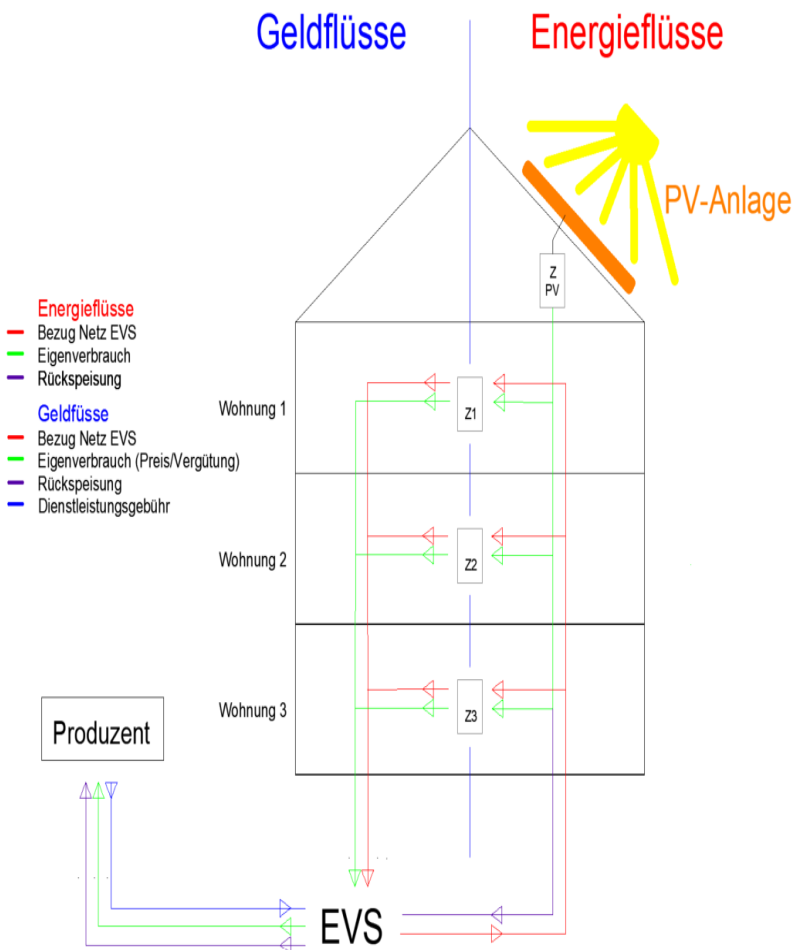 Geldflüsse
Energieflüsse
PV-Anlage
Z
PV
Energieflüsse
Bezug Netz EVS
Eigenverbrauch
Rückspeisung
Geldfüsse
Bezug Netz EVS
Eigenverbrauch (Preis/Vergütung)
Rückspeisung
Dienstleistungsgebühr
Wohnung 1
Z1
Wohnung 2
Z2
Wohnung 3
Z3
Produzent
EVS